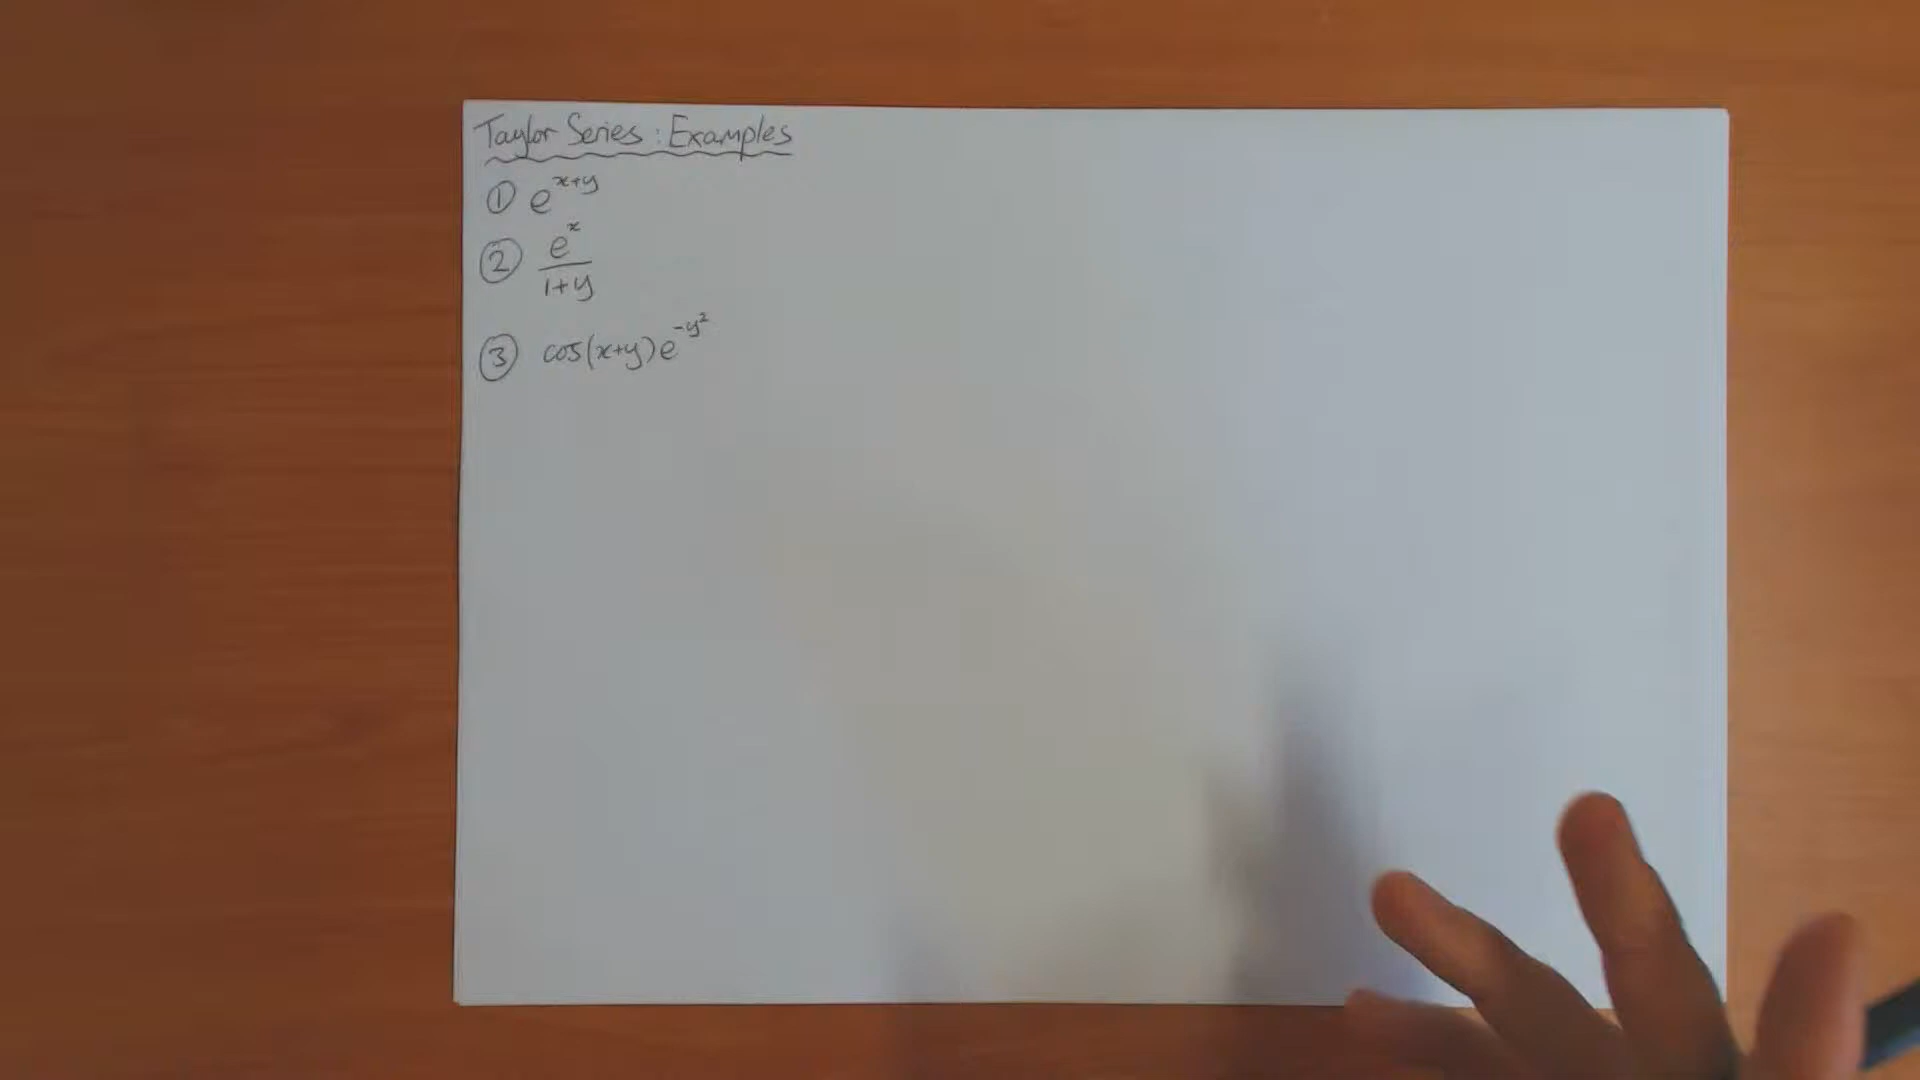 Taylor Series : Examples
① e^{x+y}
② e^x / 1+y
③ cos(x+y)e^{-y²}